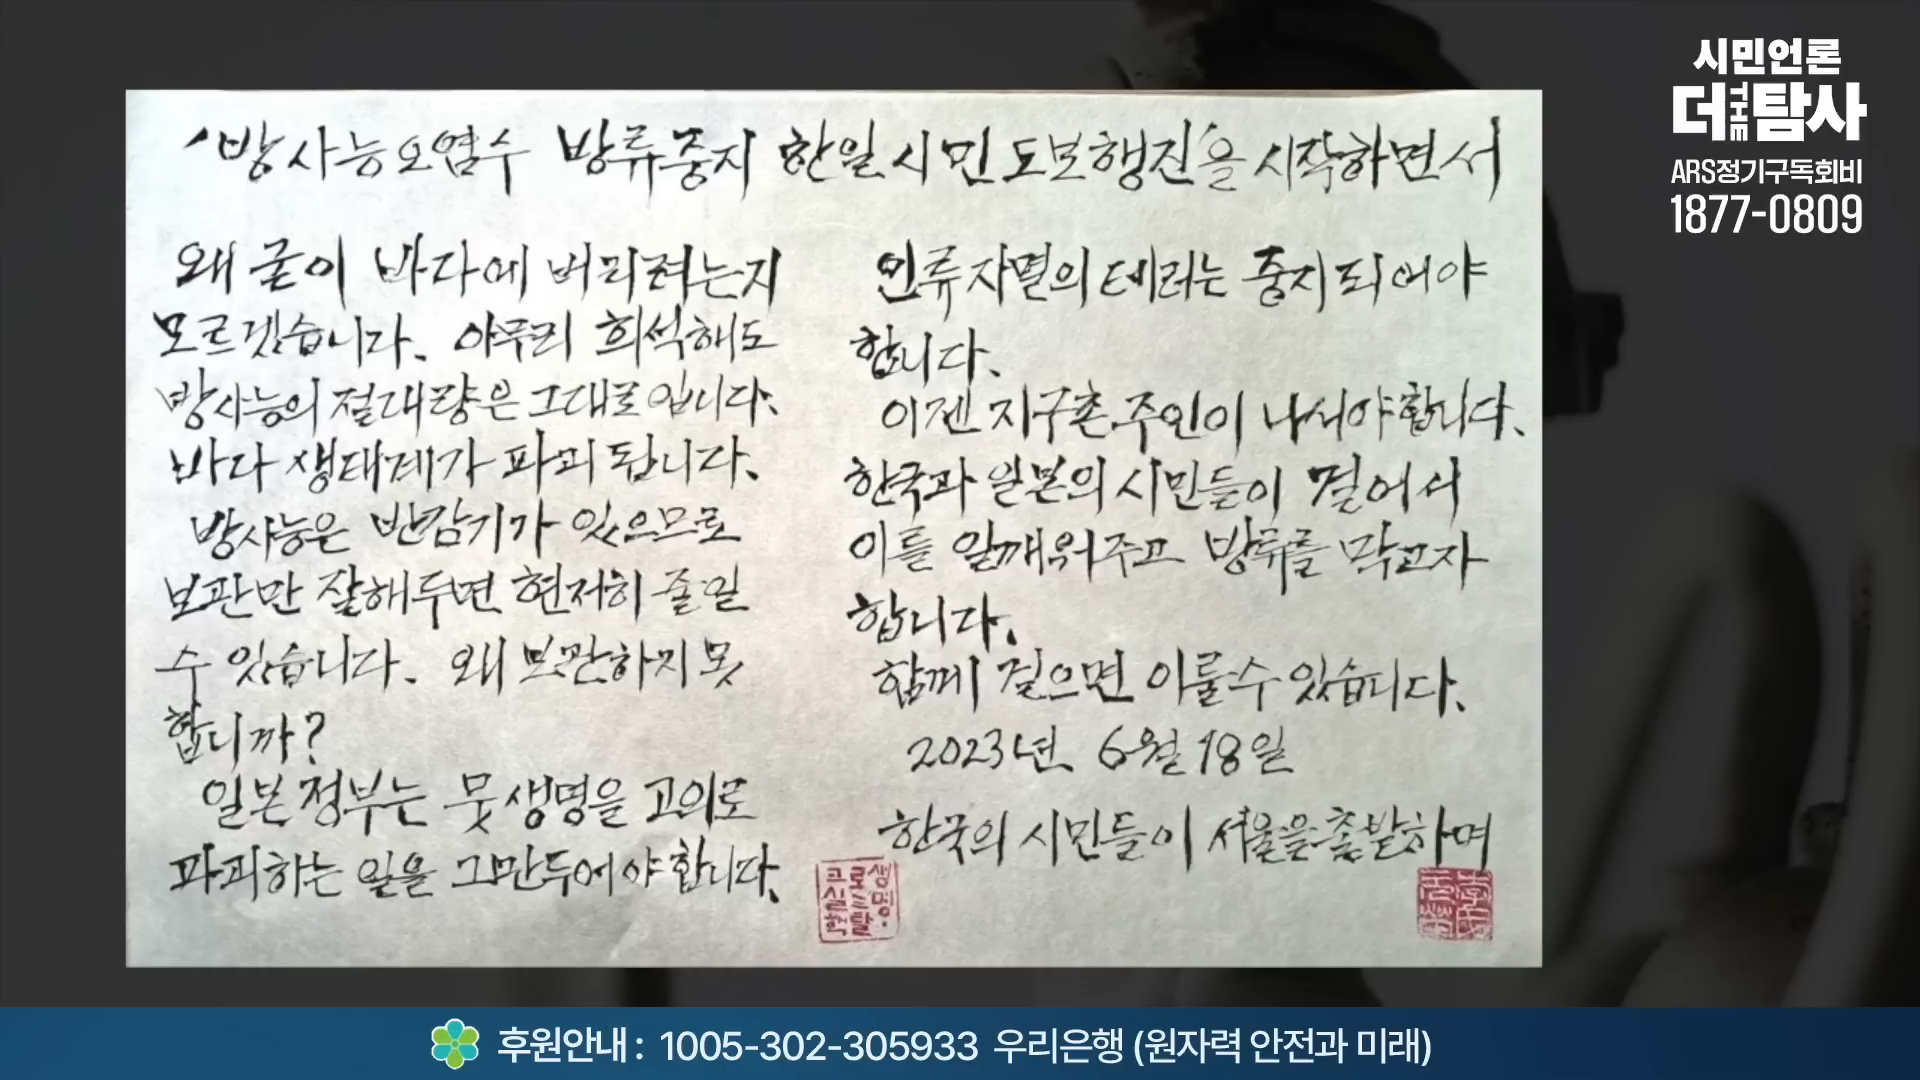 '방사능오염수 방류중지 한일시민도보행진'을 시작하면서
왜 굳이 바다에 버리려는지
모르겠습니다. 아무리 희석해도
방사능의 절대량은 그대로입니다.
바다 생태계가 파괴됩니다.
방사능은 반감기가 있으므로
보관만 잘해두면 현저히 줄일
수 있습니다. 왜 보관하지 못
합니까?
일본정부는 뭇 생명을 고의로
파괴하는 일을 그만두어야 합니다.
인류자멸의 테러는 중지되어야
합니다.
이젠 지구촌 주인이 나서야합니다.
한국과 일본의 시민들이 걸어서
이를 일깨워주고 방류를 막고자
합니다.
함께 걸으면 이룰수 있습니다.
2023년 6월 18일
한국의 시민들이 서울을 출발하며
시민언론
더탐사
THE
ARS정기구독회비
1877-0809
후원안내 : 1005-302-305933 우리은행 (원자력 안전과 미래)